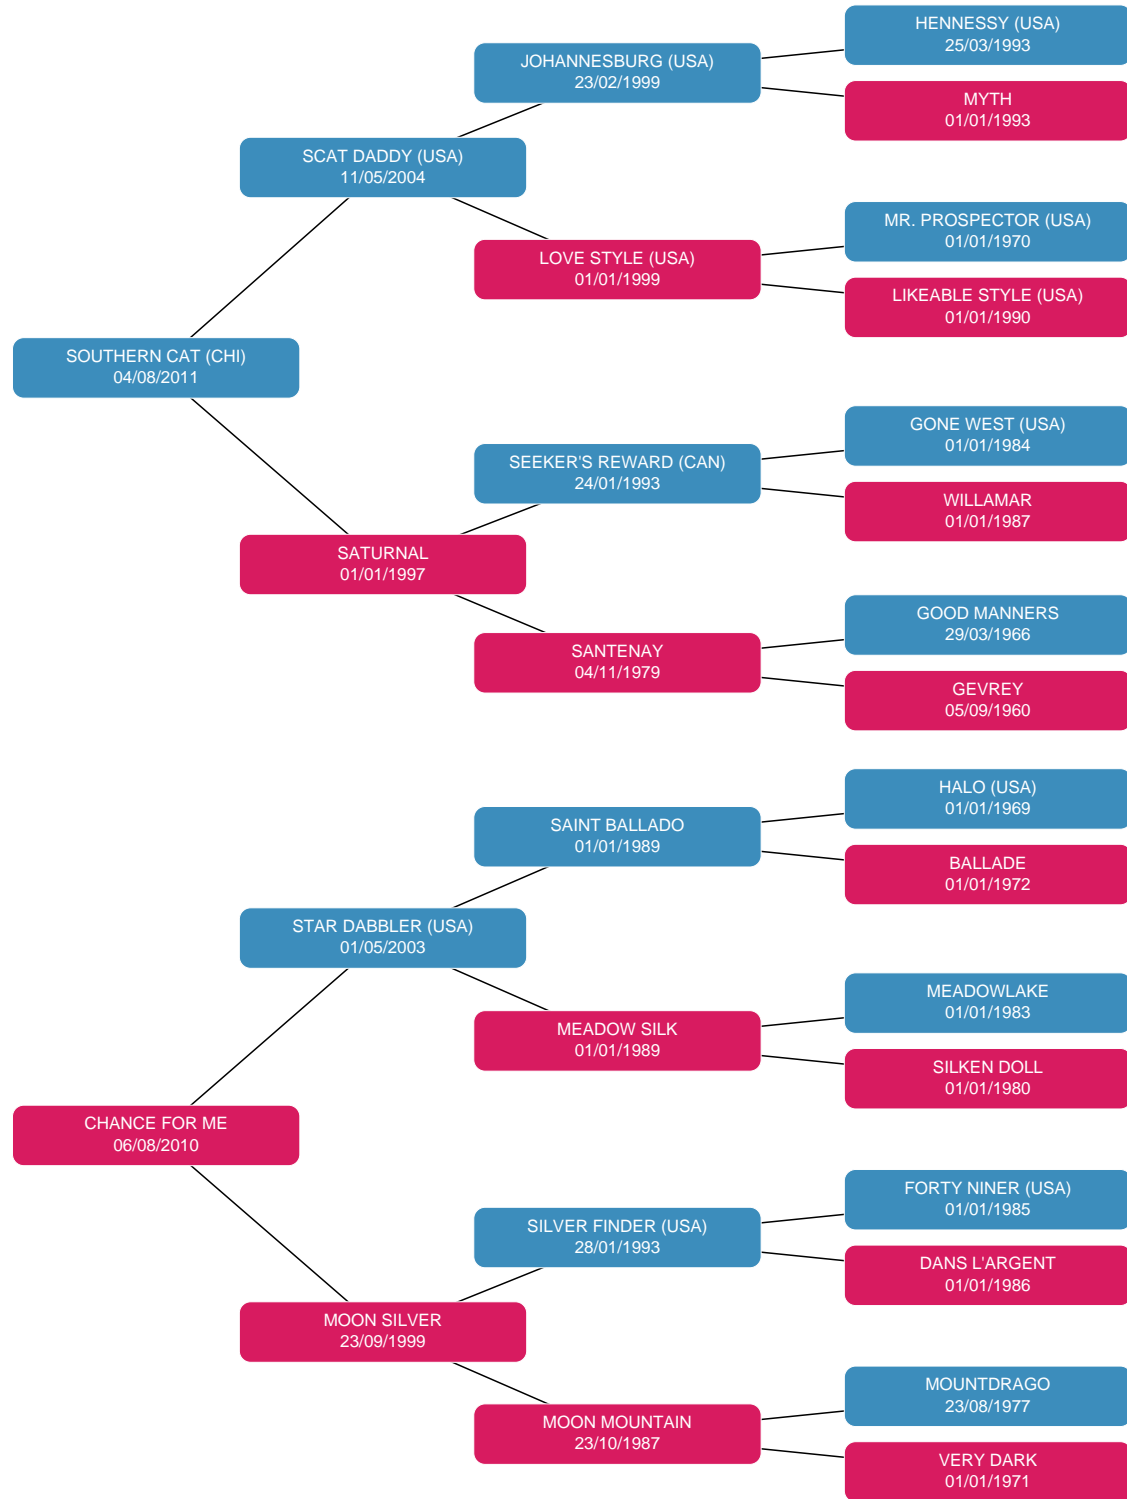 HENNESSY (USA)
25/03/1993
JOHANNESBURG (USA)
23/02/1999
MYTH
01/01/1993
SCAT DADDY (USA)
11/05/2004
MR. PROSPECTOR (USA)
01/01/1970
LOVE STYLE (USA)
01/01/1999
LIKEABLE STYLE (USA)
01/01/1990
SOUTHERN CAT (CHI)
04/08/2011
GONE WEST (USA)
01/01/1984
SEEKER'S REWARD (CAN)
24/01/1993
WILLAMAR
01/01/1987
SATURNAL
01/01/1997
GOOD MANNERS
29/03/1966
SANTENAY
04/11/1979
GEVREY
05/09/1960
HALO (USA)
01/01/1969
SAINT BALLADO
01/01/1989
BALLADE
01/01/1972
STAR DABBLER (USA)
01/05/2003
MEADOWLAKE
01/01/1983
MEADOW SILK
01/01/1989
SILKEN DOLL
01/01/1980
CHANCE FOR ME
06/08/2010
FORTY NINER (USA)
01/01/1985
SILVER FINDER (USA)
28/01/1993
DANS L'ARGENT
01/01/1986
MOON SILVER
23/09/1999
MOUNTDRAGO
23/08/1977
MOON MOUNTAIN
23/10/1987
VERY DARK
01/01/1971